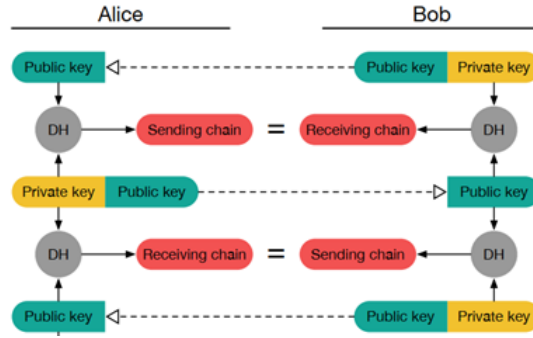 Alice Bob
Public key Public key Private key
DH Sending chain = Receiving chain DH
Private key Public key Public key
DH Receiving chain = Sending chain DH
Public key Public key Private key